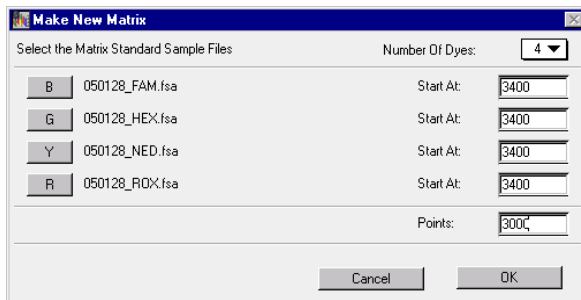 Make New Matrix
Select the Matrix Standard Sample Files Number Of Dyes: 4
B 050128_FAM.fsa Start At: 3400
G 050128_HEX.fsa Start At: 3400
Y 050128_NED.fsa Start At: 3400
R 050128_ROX.fsa Start At: 3400
Points: 3000
Cancel OK